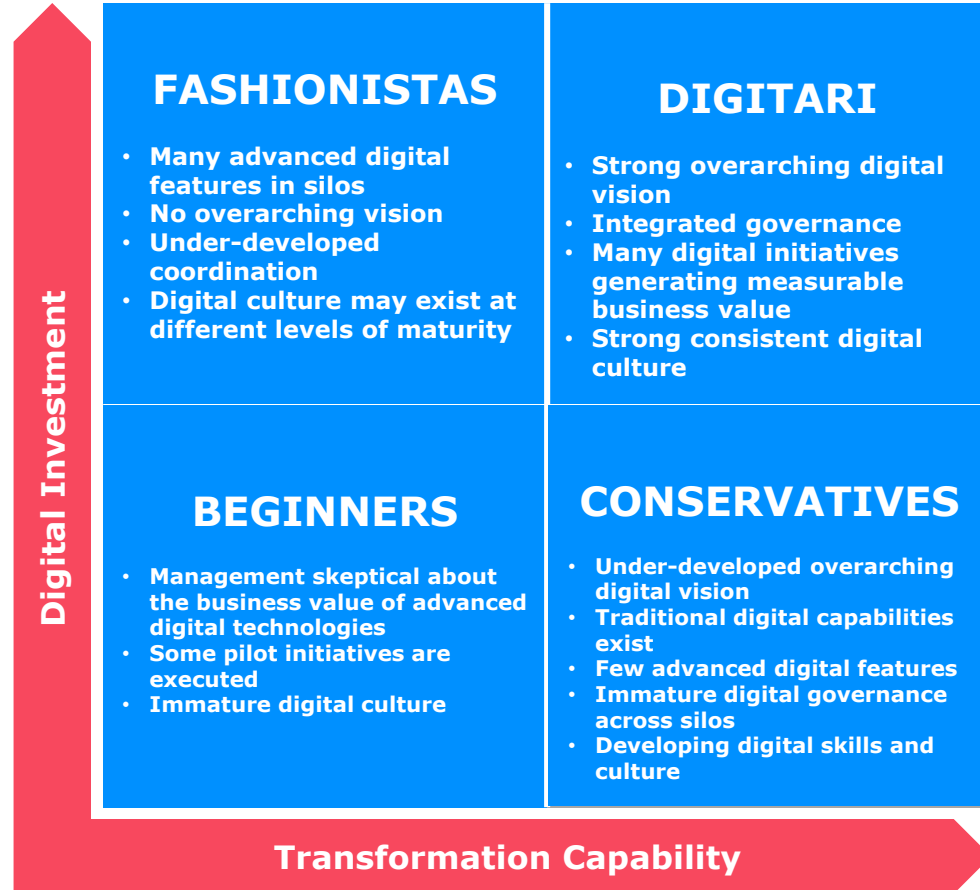 Digital Investment
FASHIONISTAS
• Many advanced digital
features in silos
• No overarching vision
• Under-developed
coordination
• Digital culture may exist at
different levels of maturity
DIGITARI
• Strong overarching digital
vision
• Integrated governance
• Many digital initiatives
generating measurable
business value
• Strong consistent digital
culture
BEGINNERS
• Management skeptical about
the business value of advanced
digital technologies
• Some pilot initiatives are
executed
• Immature digital culture
CONSERVATIVES
• Under-developed overarching
digital vision
• Traditional digital capabilities
exist
• Few advanced digital features
• Immature digital governance
across silos
• Developing digital skills and
culture
Transformation Capability